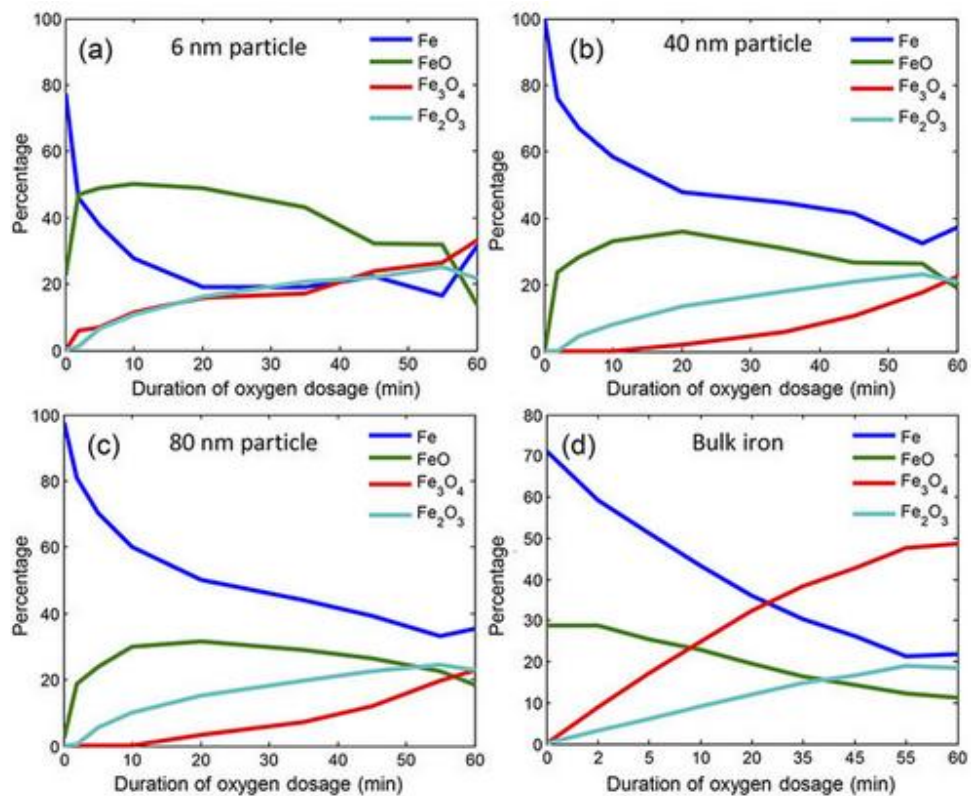 (a) 6 nm particle
Fe
FeO
Fe₃O₄
Fe₂O₃
Percentage
100
80
60
40
20
0
0 10 20 30 40 50 60
Duration of oxygen dosage (min)
(b) 40 nm particle
Fe
FeO
Fe₃O₄
Fe₂O₃
Percentage
100
80
60
40
20
0
0 10 20 30 40 50 60
Duration of oxygen dosage (min)
(c) 80 nm particle
Fe
FeO
Fe₃O₄
Fe₂O₃
Percentage
100
80
60
40
20
0
0 10 20 30 40 50 60
Duration of oxygen dosage (min)
(d) Bulk iron
Fe
FeO
Fe₃O₄
Fe₂O₃
Percentage
80
70
60
50
40
30
20
10
0
0 2 5 10 20 35 45 55 60
Duration of oxygen dosage (min)